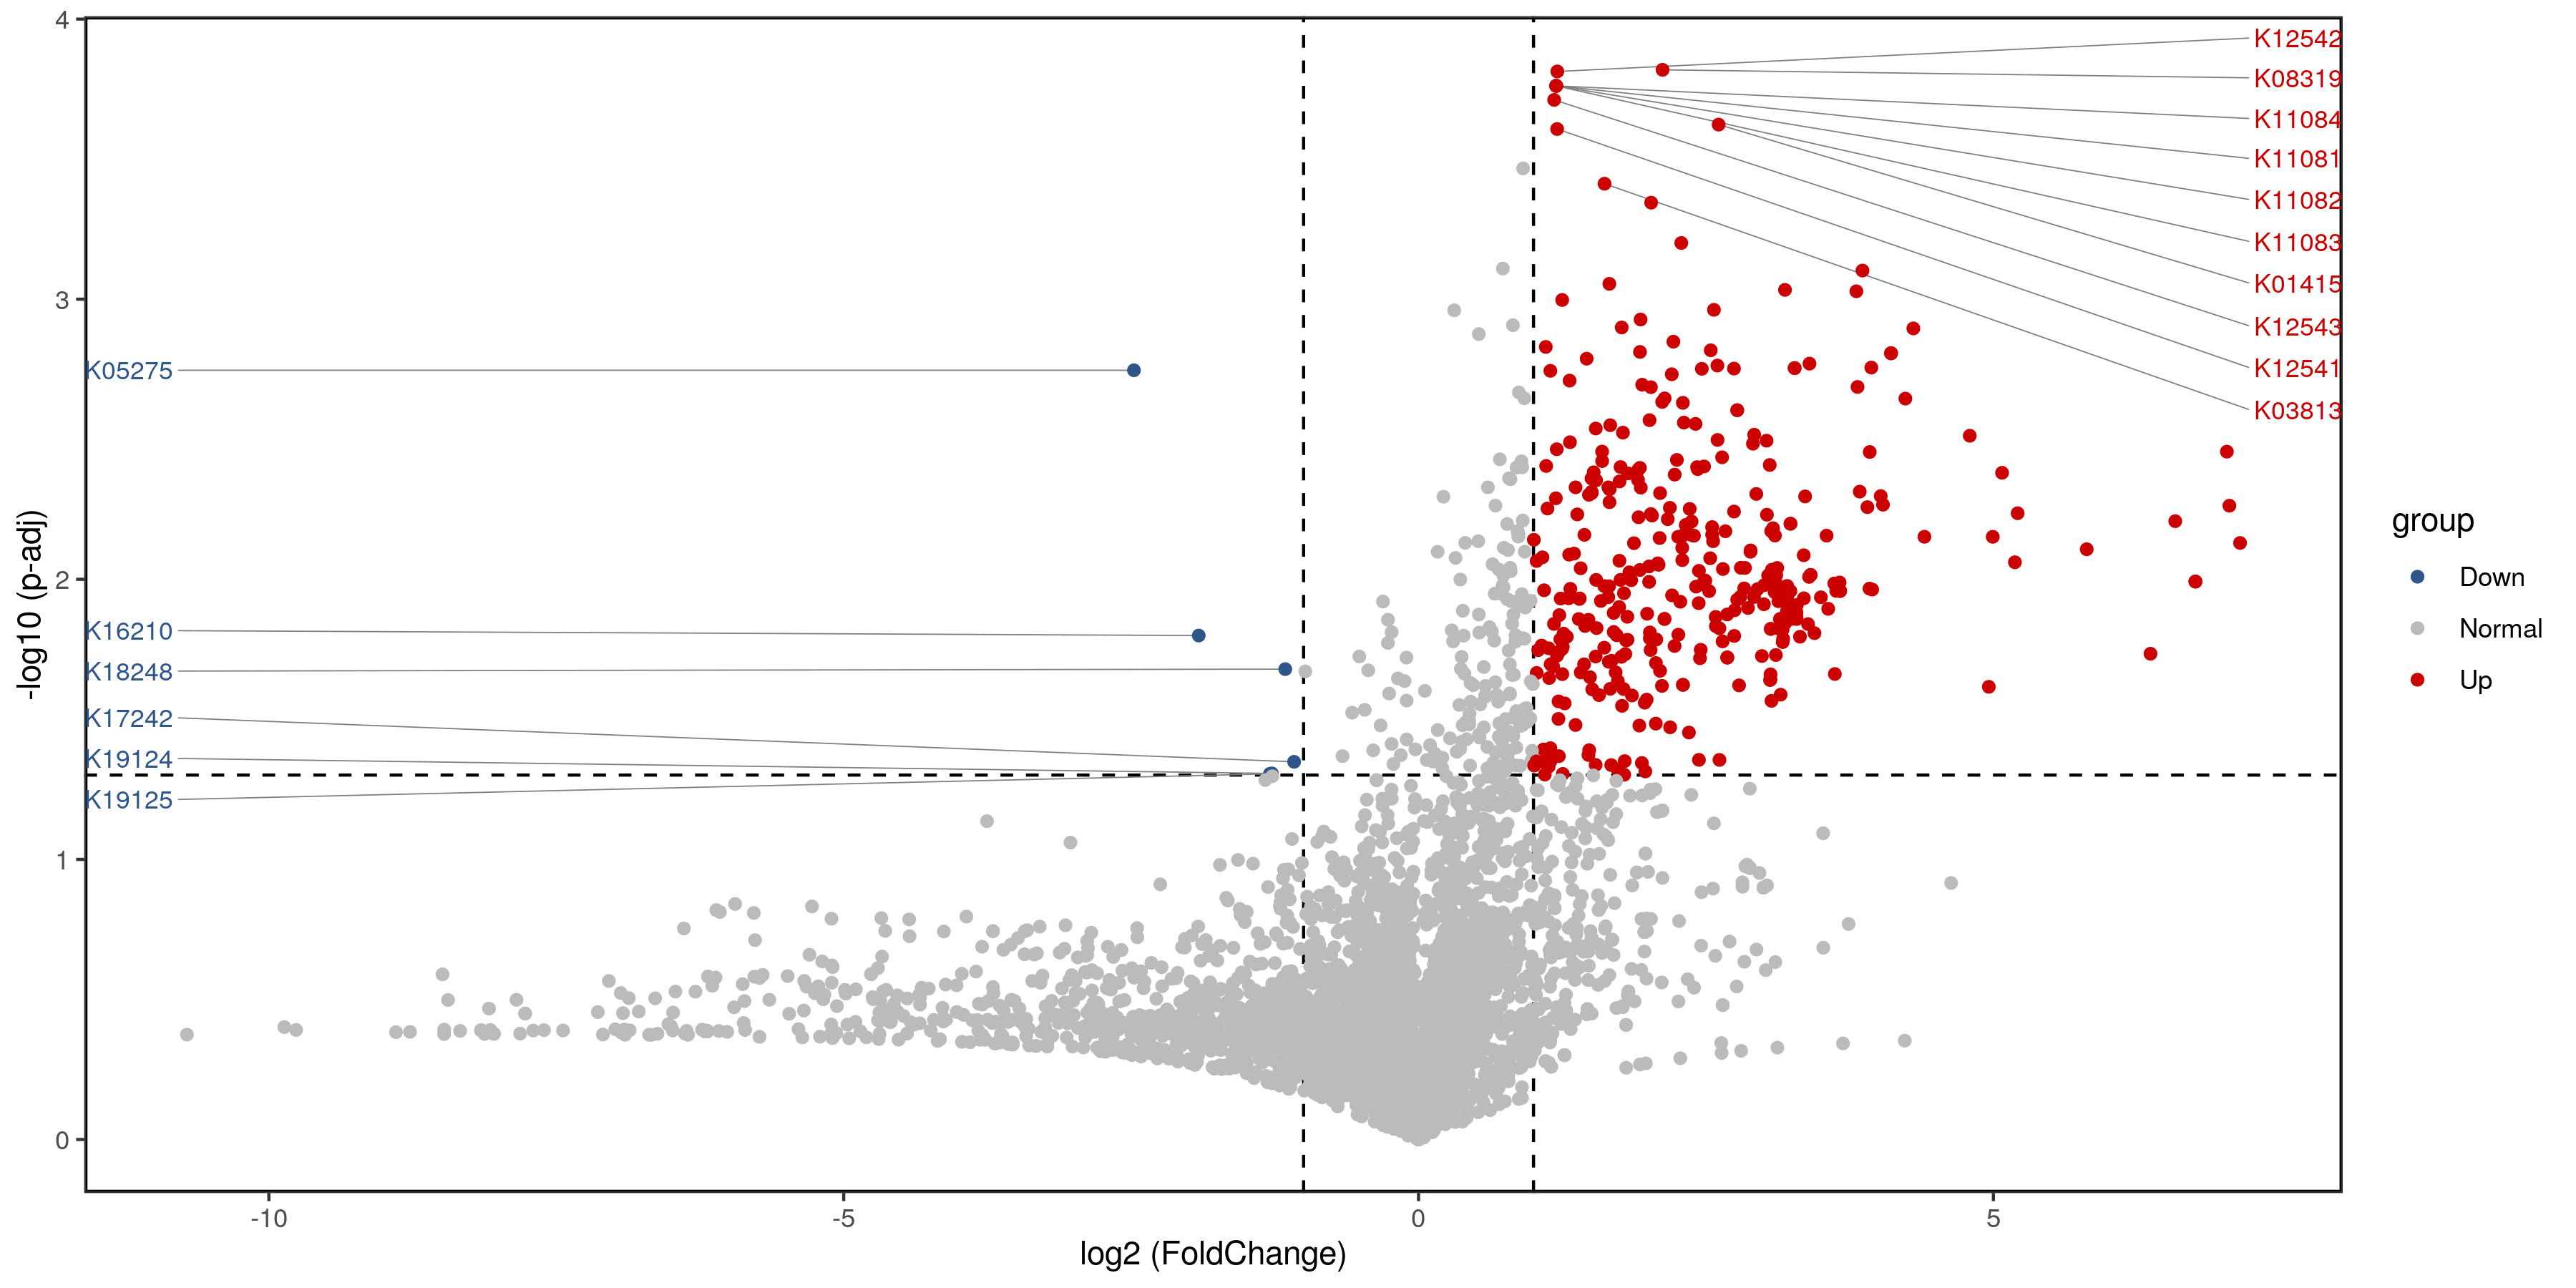 4
3
2
1
0
-log10 (p-adj)
-10
-5
0
5
log2 (FoldChange)
K05275
K16210
K18248
K17242
K19124
K19125
K12542
K08319
K11084
K11081
K11082
K11083
K01415
K12543
K12541
K03813
group
Down
Normal
Up